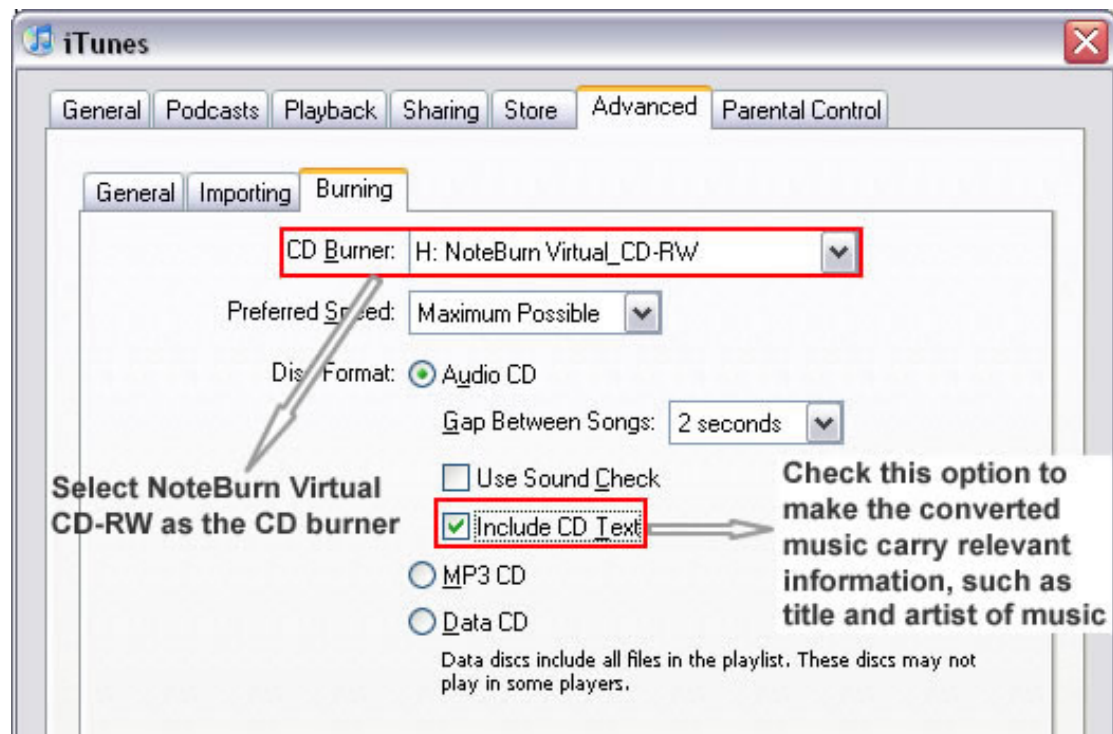 iTunes
General Podcasts Playback Sharing Store Advanced Parental Control
General Importing Burning
CD Burner: H: NoteBurn Virtual_CD-RW
Preferred Speed: Maximum Possible
Disc Format: Audio CD
Gap Between Songs: 2 seconds
Use Sound Check
Include CD Text
MP3 CD
Data CD
Data discs include all files in the playlist. These discs may not
play in some players.
Select NoteBurn Virtual
CD-RW as the CD burner
Check this option to
make the converted
music carry relevant
information, such as
title and artist of music